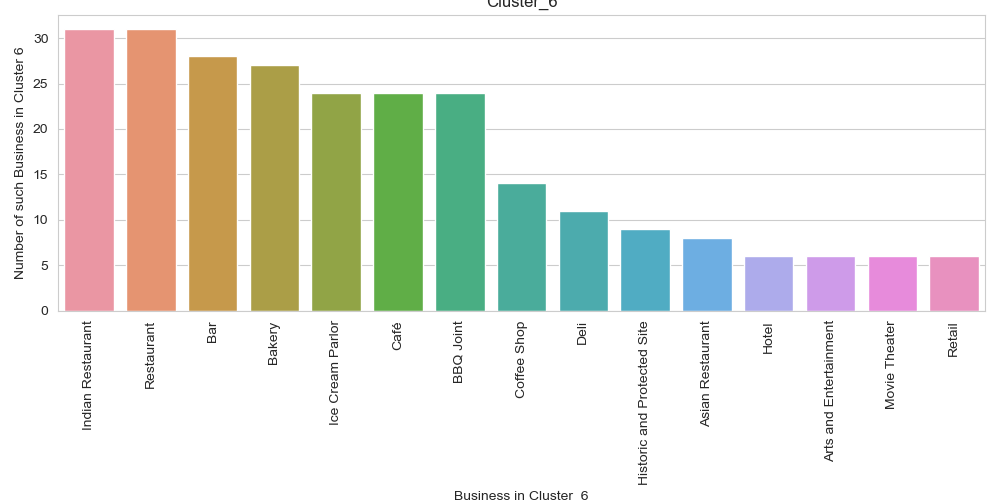 Cluster_6
Number of such Business in Cluster 6
30
25
20
15
10
5
0
Indian Restaurant
Restaurant
Bar
Bakery
Ice Cream Parlor
Café
BBQ Joint
Coffee Shop
Deli
Historic and Protected Site
Asian Restaurant
Hotel
Arts and Entertainment
Movie Theater
Retail
Business in Cluster  6